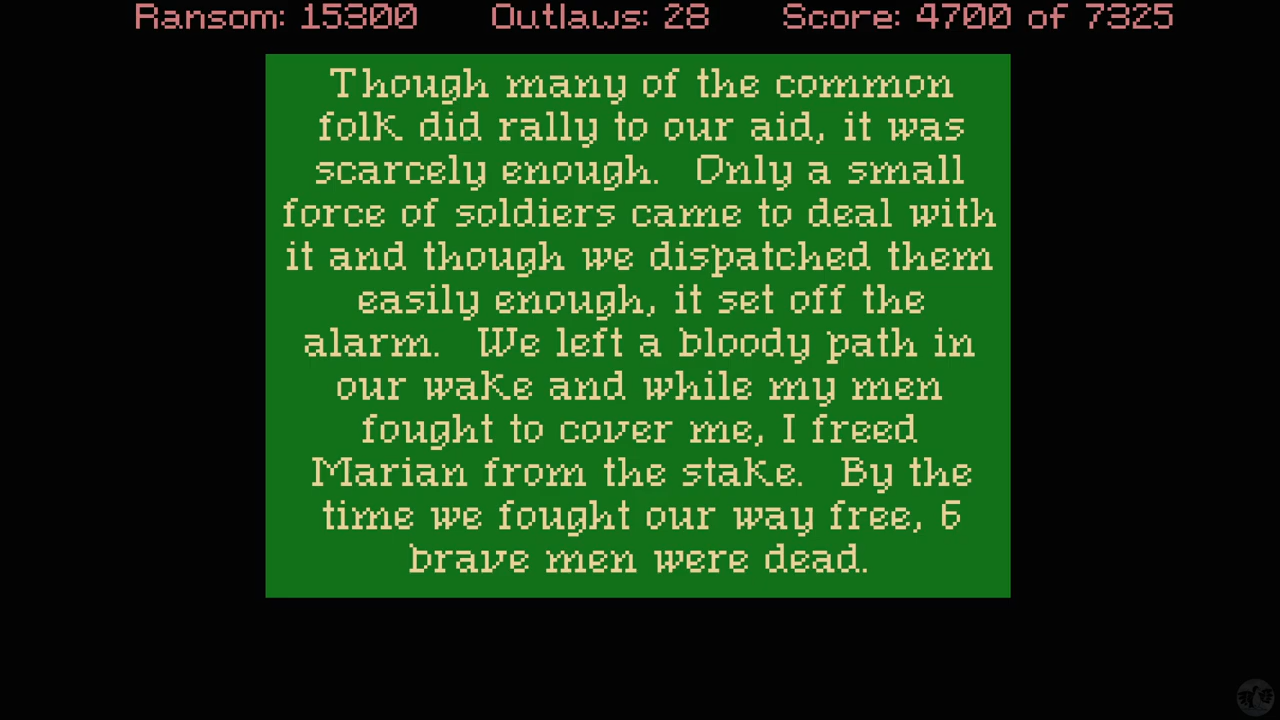 Ransom: 15300 Outlaws: 28 Score: 4700 of 7325
Though many of the common
folk did rally to our aid, it was
scarcely enough. Only a small
force of soldiers came to deal with
it and though we dispatched them
easily enough, it set off the
alarm. We left a bloody path in
our wake and while my men
fought to cover me, I freed
Marian from the stake. By the
time we fought our way free, 6
brave men were dead.